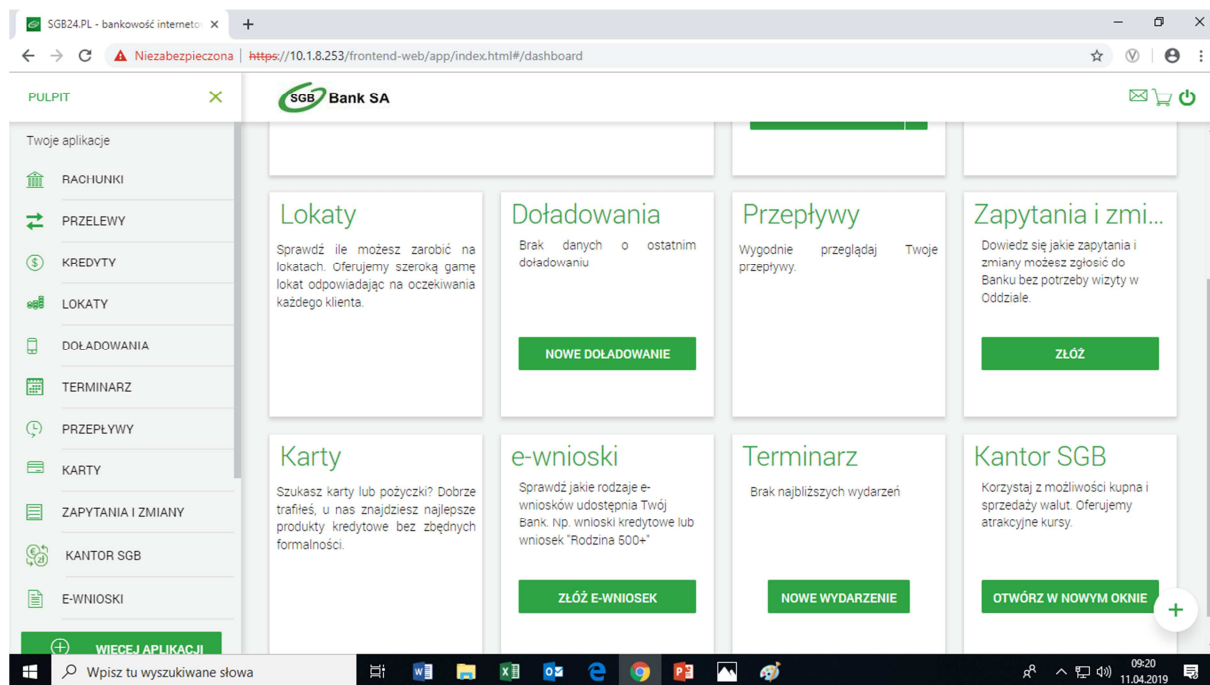 SGB24.PL - bankowość interneto
Niezabezpieczona | https://10.1.8.253/frontend-web/app/index.html#/dashboard
PULPIT
SGB Bank SA
Twoje aplikacje
RACHUNKI
PRZELEWY
KREDYTY
LOKATY
DOŁADOWANIA
TERMINARZ
PRZEPŁYWY
KARTY
ZAPYTANIA I ZMIANY
KANTOR SGB
E-WNIOSKI
WIĘCEJ APLIKACJI
Lokaty
Sprawdź ile możesz zarobić na
lokatach. Oferujemy szeroką gamę
lokat odpowiadając na oczekiwania
każdego klienta.
Doładowania
Brak danych o ostatnim
doładowaniu
NOWE DOŁADOWANIE
Przepływy
Wygodnie przeglądaj Twoje
przepływy.
Zapytania i zmi...
Dowiedz się jakie zapytania i
zmiany możesz zgłosić do
Banku bez potrzeby wizyty w
Oddziale.
ZŁÓŻ
Karty
Szukasz karty lub pożyczki? Dobrze
trafiłeś, u nas znajdziesz najlepsze
produkty kredytowe bez zbędnych
formalności.
e-wnioski
Sprawdź jakie rodzaje e-
wniosków udostępnia Twój
Bank. Np. wnioski kredytowe lub
wniosek "Rodzina 500+"
ZŁÓŻ E-WNIOSEK
Terminarz
Brak najbliższych wydarzeń
NOWE WYDARZENIE
Kantor SGB
Korzystaj z możliwości kupna i
sprzedaży walut. Oferujemy
atrakcyjne kursy.
OTWÓRZ W NOWYM OKNIE
Wpisz tu wyszukiwane słowa
09:20
11.04.2019